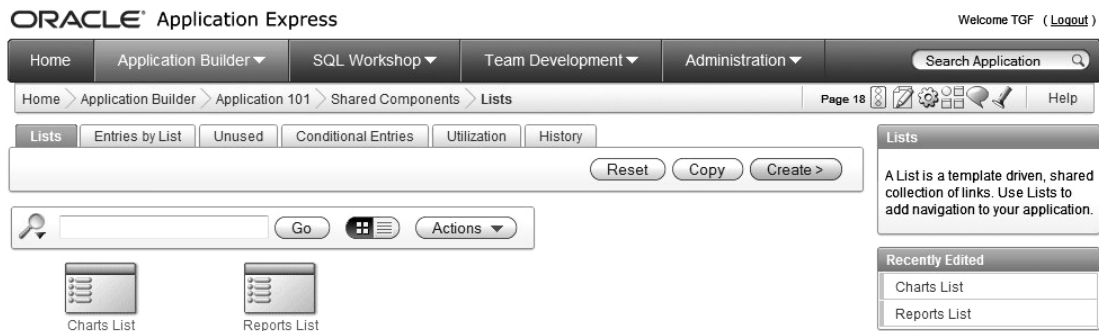 ORACLE Application Express
Welcome TGF ( Logout )
Home Application Builder SQL Workshop Team Development Administration Search Application
Home Application Builder Application 101 Shared Components Lists Page 18 Help
Lists Entries by List Unused Conditional Entries Utilization History
Reset Copy Create >
Go Actions
Charts List Reports List
Lists
A List is a template driven, shared
collection of links. Use Lists to
add navigation to your application.
Recently Edited
Charts List
Reports List